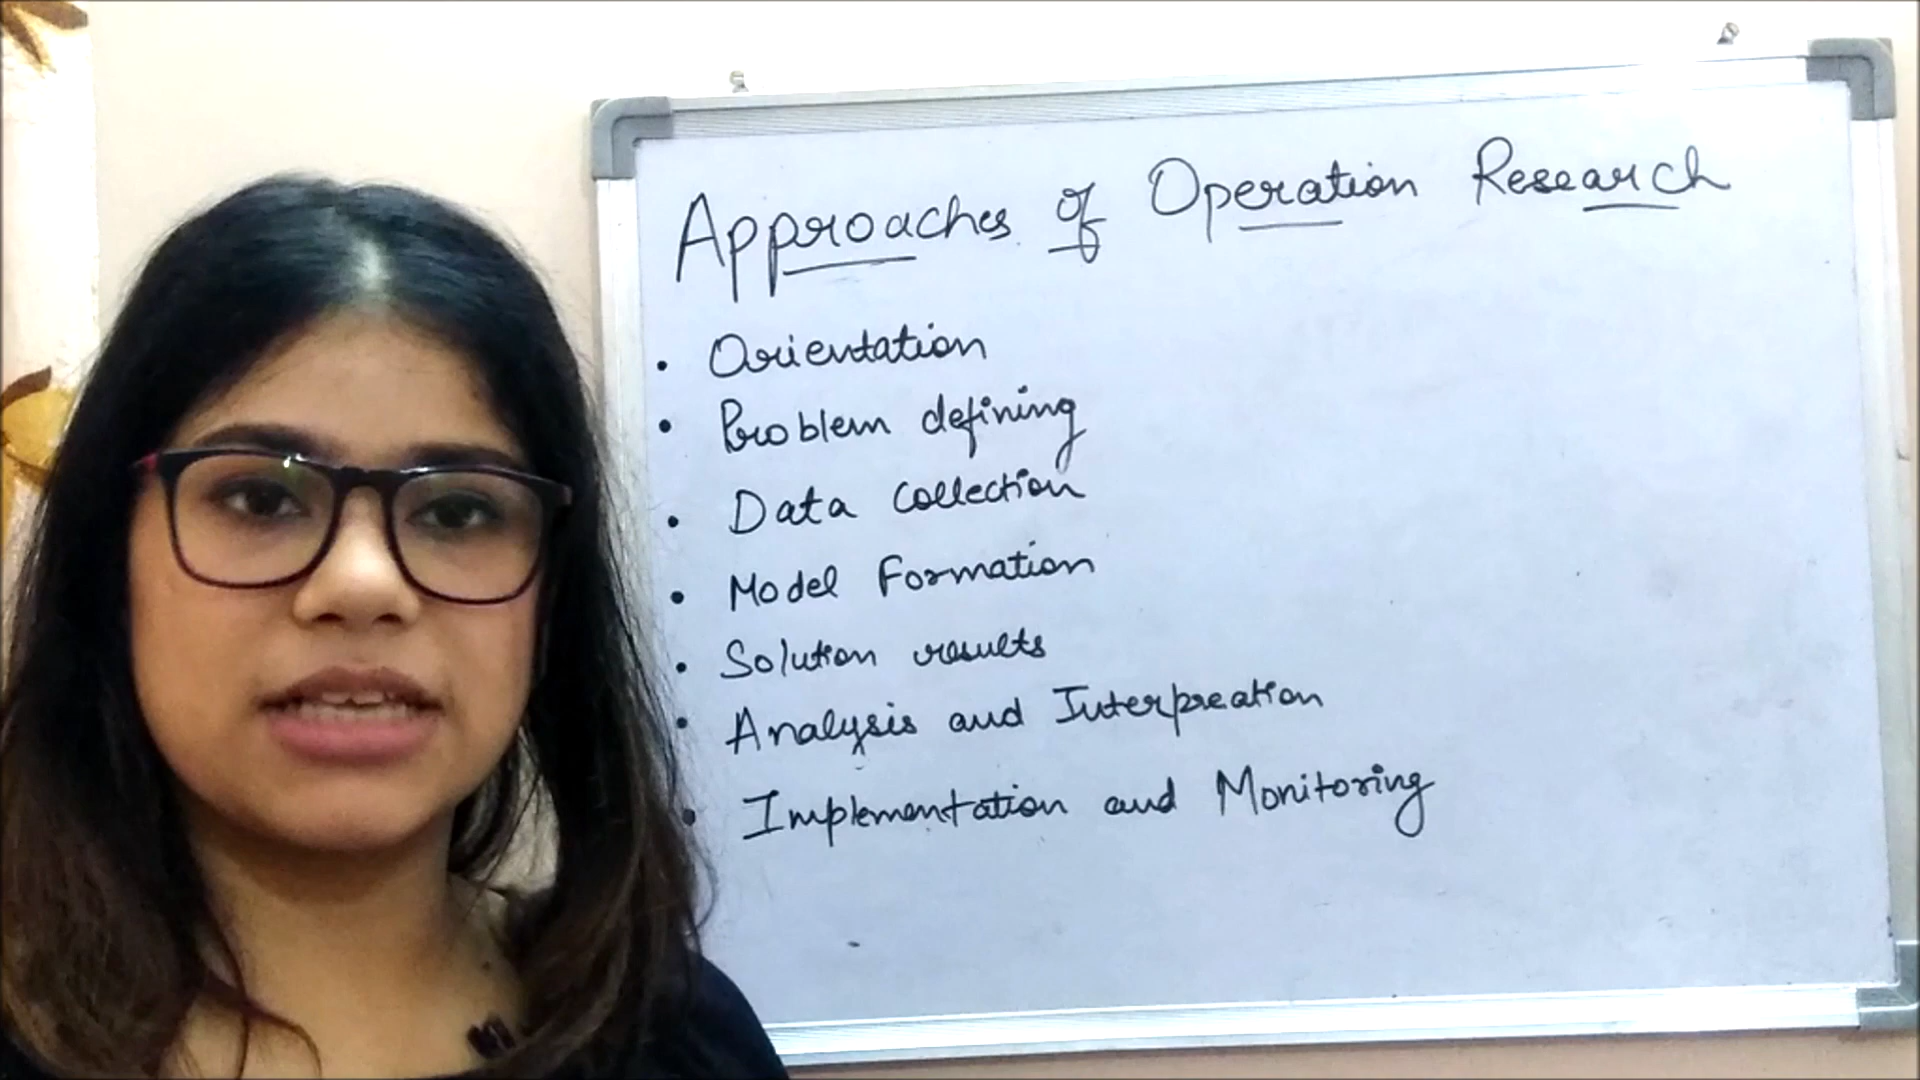 Approaches of Operation Research
• Orientation
• Problem defining
• Data Collection
• Model Formation
• Solution results
• Analysis and Interpreation
• Implementation and Monitoring